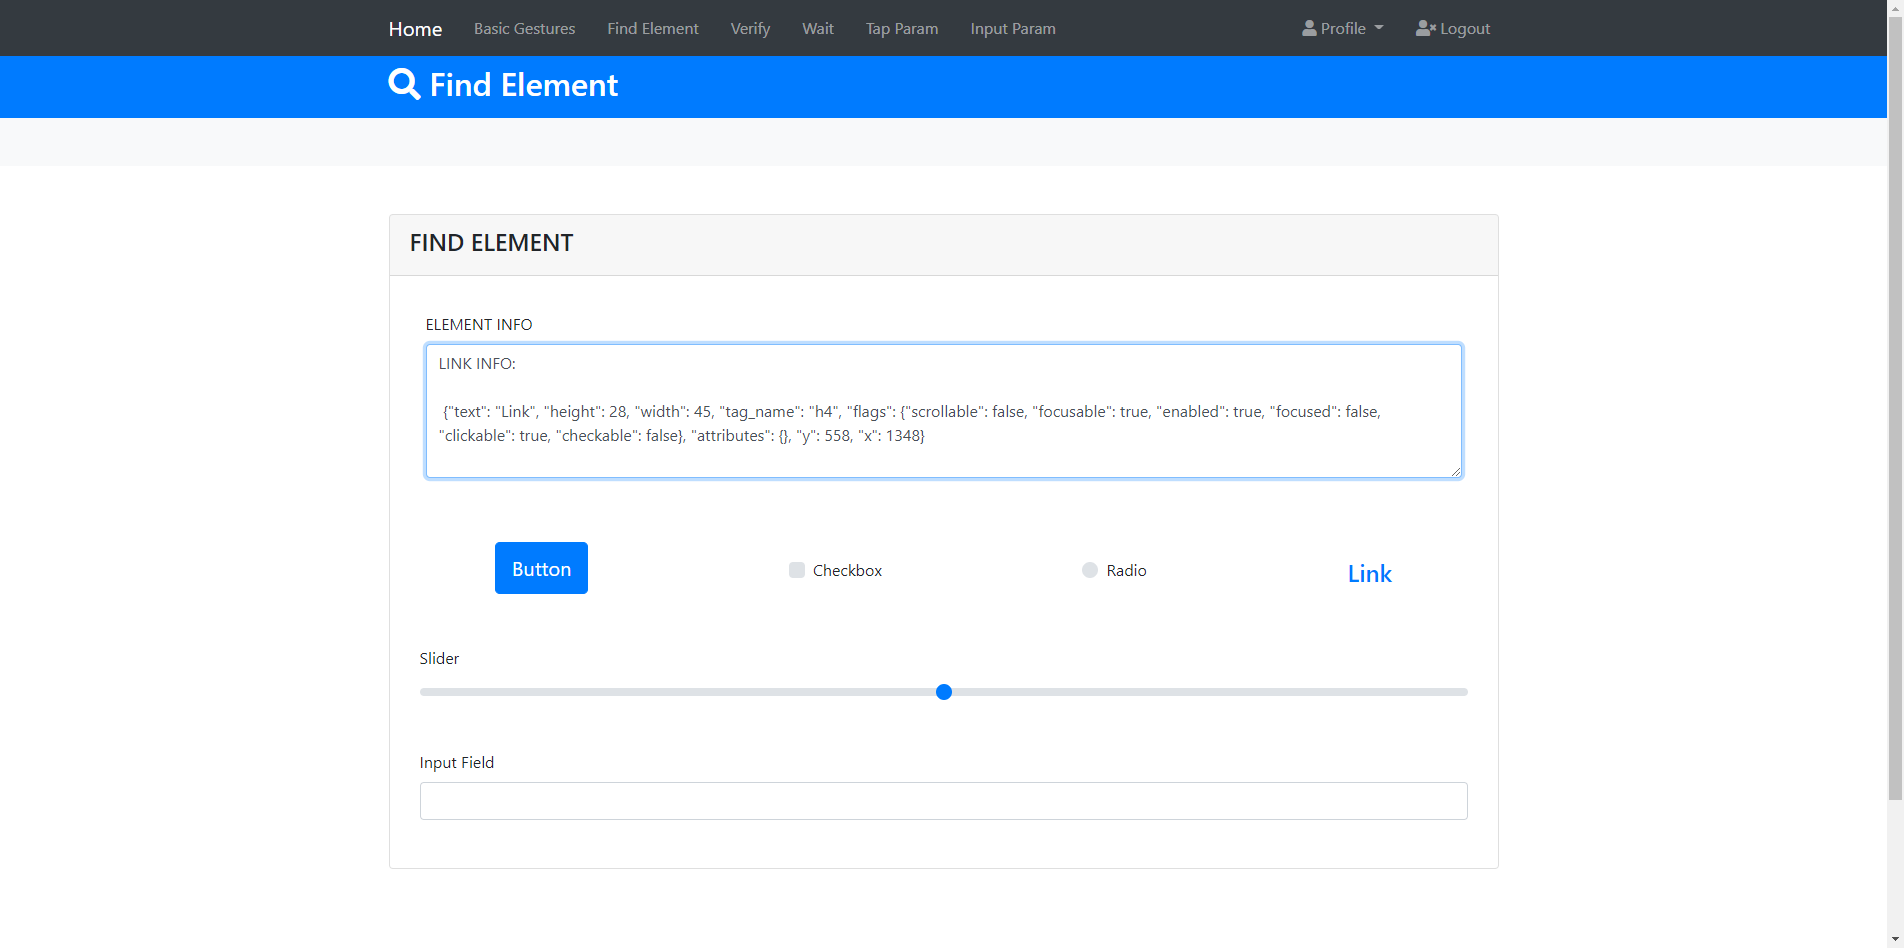 Home Basic Gestures Find Element Verify Wait Tap Param Input Param Profile Logout
Find Element
FIND ELEMENT
ELEMENT INFO
LINK INFO:
{"text": "Link", "height": 28, "width": 45, "tag_name": "h4", "flags": {"scrollable": false, "focusable": true, "enabled": true, "focused": false,
"clickable": true, "checkable": false}, "attributes": {}, "y": 558, "x": 1348}
Button Checkbox Radio Link
Slider
Input Field